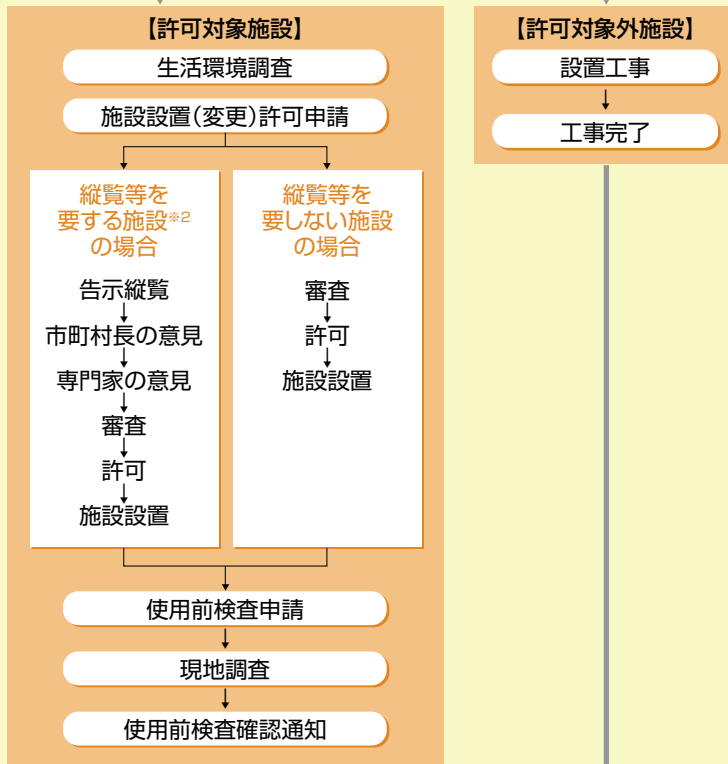 【許可対象施設】
生活環境調査
施設設置(変更)許可申請
縦覧等を
要する施設※2
の場合
告示縦覧
市町村長の意見
専門家の意見
審査
許可
施設設置
縦覧等を
要しない施設
の場合
審査
許可
施設設置
使用前検査申請
現地調査
使用前検査確認通知
【許可対象外施設】
設置工事
工事完了